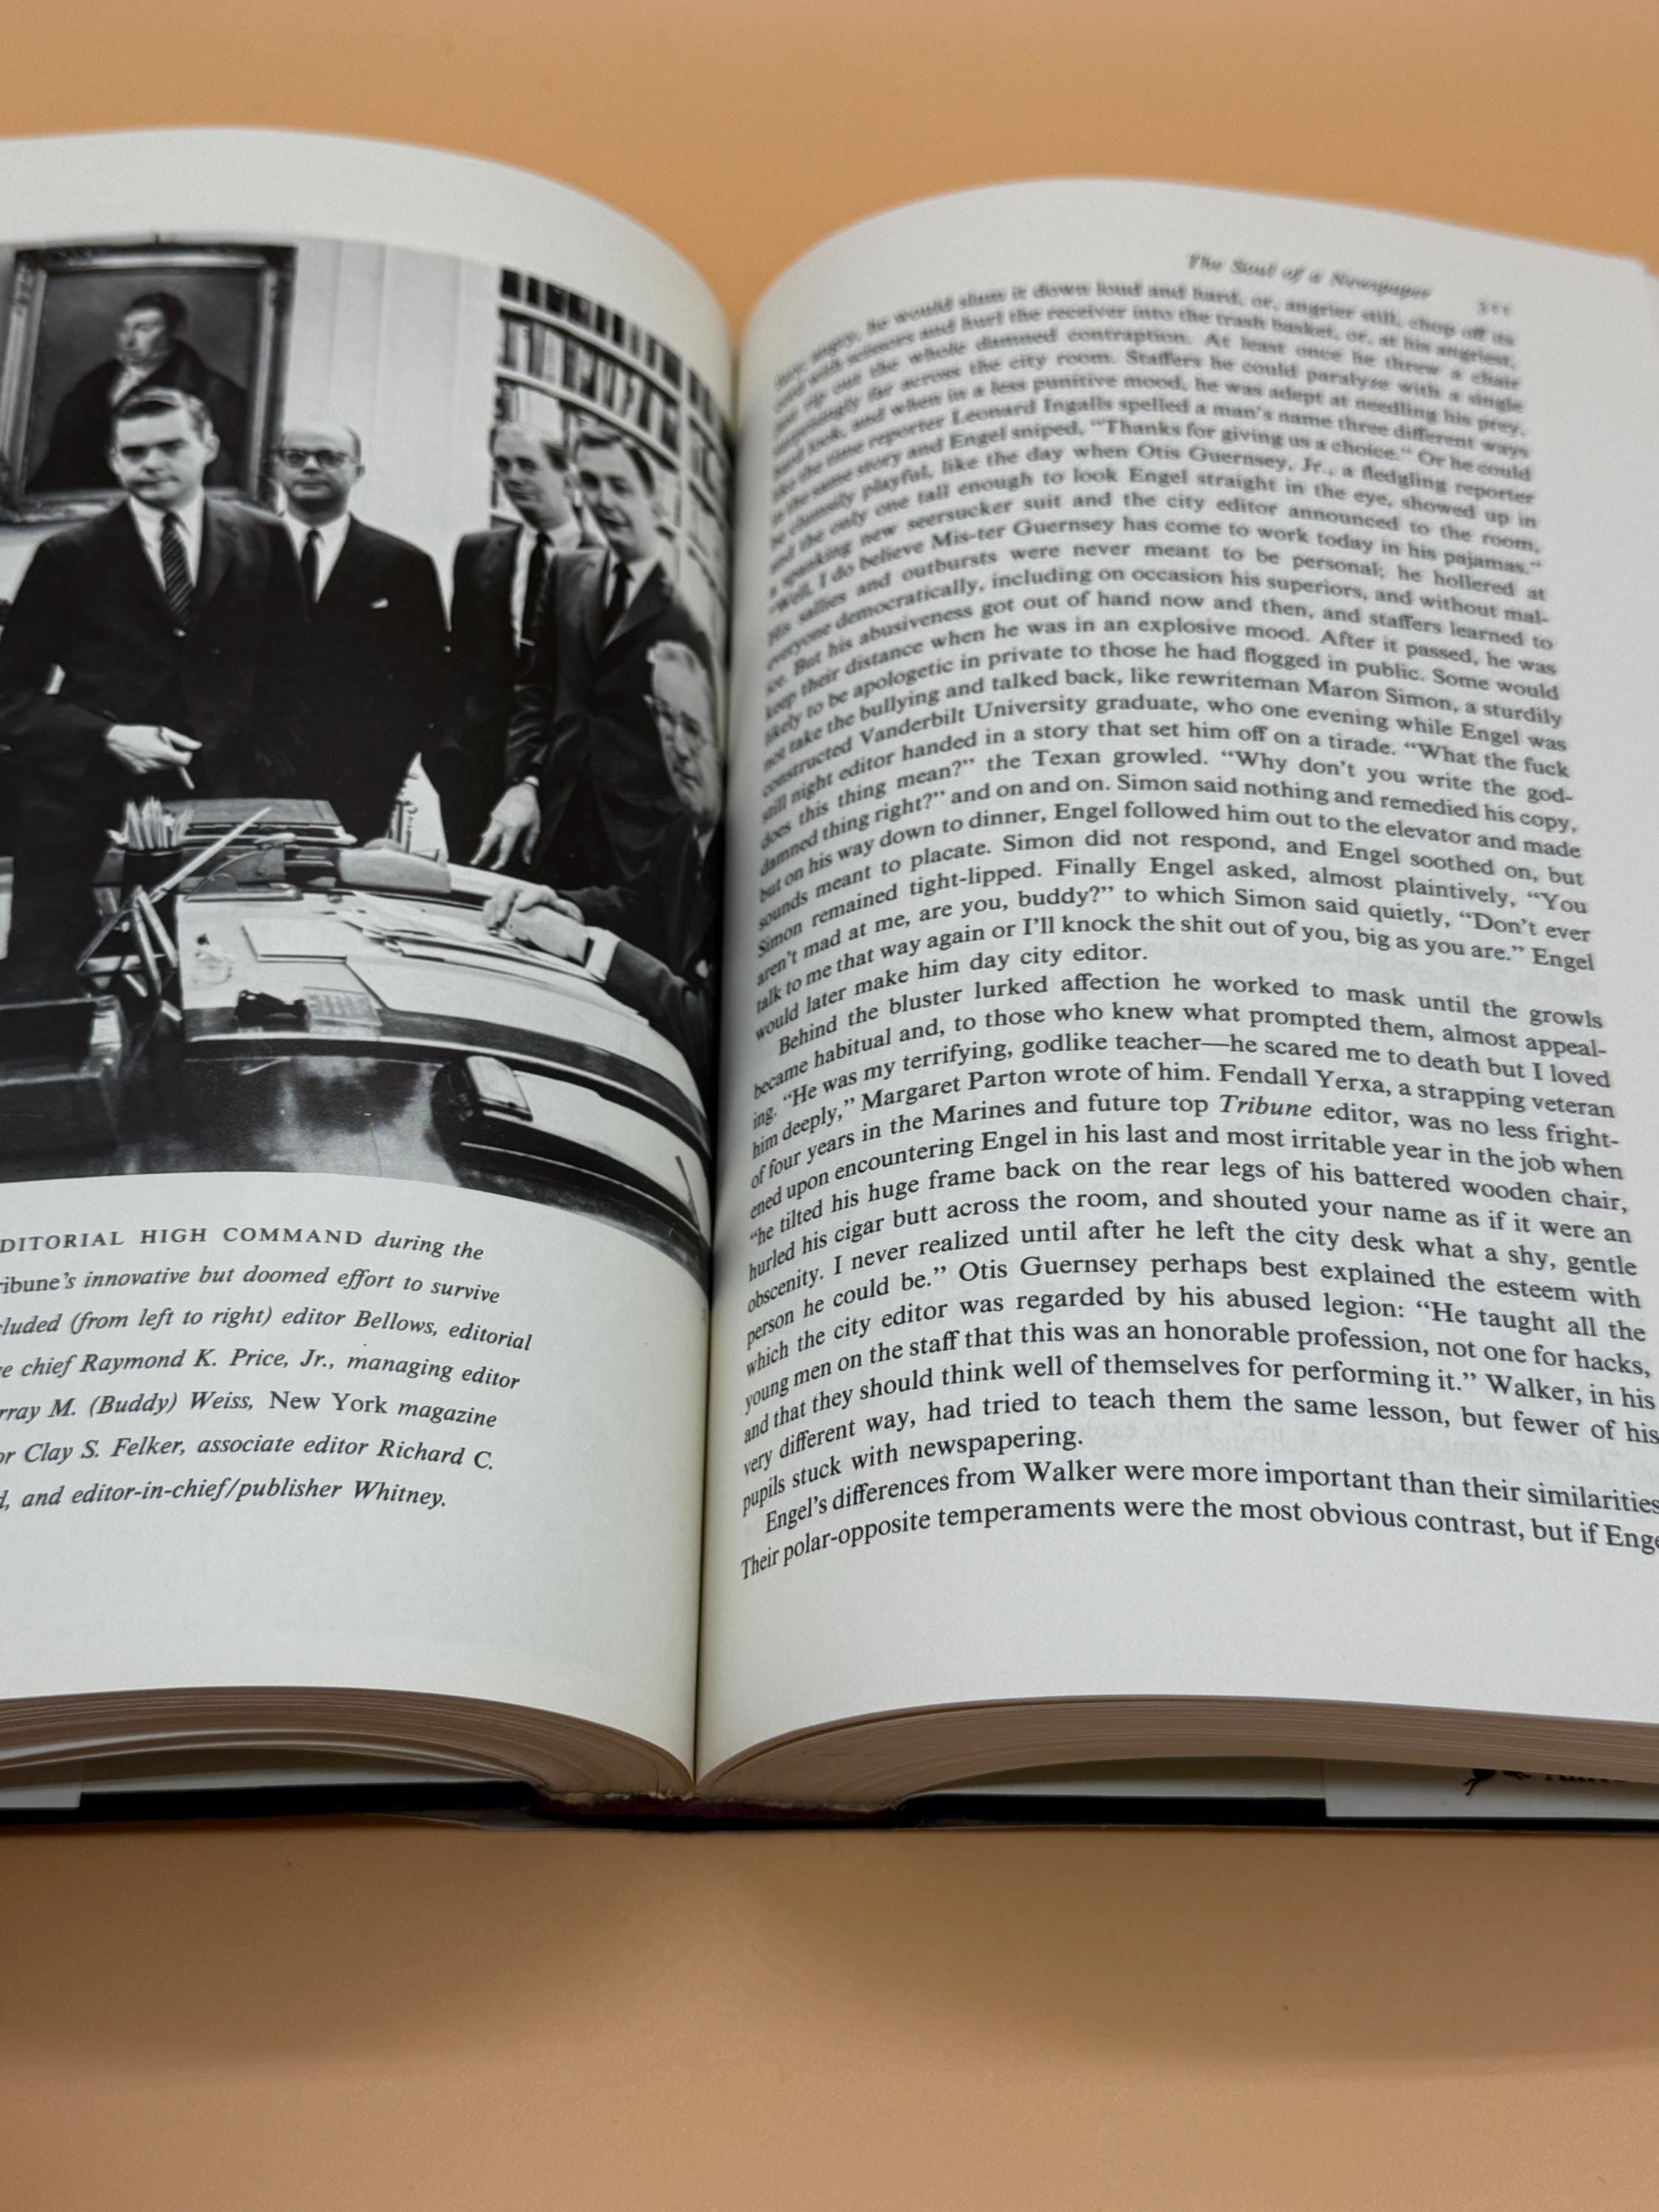 DITORIAL HIGH COMMAND during the
ribune's innovative but doomed effort to survive
cluded (from left to right) editor Bellows, editorial
e chief Raymond K. Price, Jr., managing editor
rray M. (Buddy) Weiss, New York magazine
or Clay S. Felker, associate editor Richard C.
d, and editor-in-chief/publisher Whitney.
The Soul of a Newspaper
angry, he would slam it down loud and hard, or, angrier still, chop off its
cord with scissors and hurl the receiver into the trash basket, or, at his angriest,
just rip out the whole damned contraption. At least once he threw a chair
surprisingly far across the city room. Staffers he could paralyze with a single
hard look, and when in a less punitive mood, he was adept at needling his prey,
like the time reporter Leonard Ingalls spelled a man's name three different ways
in the same story and Engel sniped, “Thanks for giving us a choice.” Or he could
be clumsily playful, like the day when Otis Guernsey, Jr., a fledgling reporter
and the only one tall enough to look Engel straight in the eye, showed up in
a spanking new seersucker suit and the city editor announced to the room,
“Well, I do believe Mis-ter Guernsey has come to work today in his pajamas.”
His sallies and outbursts were never meant to be personal; he hollered at
everyone democratically, including on occasion his superiors, and without mal-
ice. But his abusiveness got out of hand now and then, and staffers learned to
keep their distance when he was in an explosive mood. After it passed, he was
likely to be apologetic in private to those he had flogged in public. Some would
not take the bullying and talked back, like rewriteman Maron Simon, a sturdily
constructed Vanderbilt University graduate, who one evening while Engel was
still night editor handed in a story that set him off on a tirade. “What the fuck
does this thing mean?” the Texan growled. “Why don't you write the god-
damned thing right?” and on and on. Simon said nothing and remedied his copy,
but on his way down to dinner, Engel followed him out to the elevator and made
sounds meant to placate. Simon did not respond, and Engel soothed on, but
Simon remained tight-lipped. Finally Engel asked, almost plaintively, “You
aren't mad at me, are you, buddy?” to which Simon said quietly, “Don't ever
talk to me that way again or I'll knock the shit out of you, big as you are.” Engel
would later make him day city editor.
Behind the bluster lurked affection he worked to mask until the growls
became habitual and, to those who knew what prompted them, almost appeal-
ing. “He was my terrifying, godlike teacher—he scared me to death but I loved
him deeply,” Margaret Parton wrote of him. Fendall Yerxa, a strapping veteran
of four years in the Marines and future top Tribune editor, was no less fright-
ened upon encountering Engel in his last and most irritable year in the job when
“he tilted his huge frame back on the rear legs of his battered wooden chair,
hurled his cigar butt across the room, and shouted your name as if it were an
obscenity. I never realized until after he left the city desk what a shy, gentle
person he could be.” Otis Guernsey perhaps best explained the esteem with
which the city editor was regarded by his abused legion: “He taught all the
young men on the staff that this was an honorable profession, not one for hacks,
and that they should think well of themselves for performing it.” Walker, in his
very different way, had tried to teach them the same lesson, but fewer of his
pupils stuck with newspapering.
Engel's differences from Walker were more important than their similarities
Their polar-opposite temperaments were the most obvious contrast, but if Enge